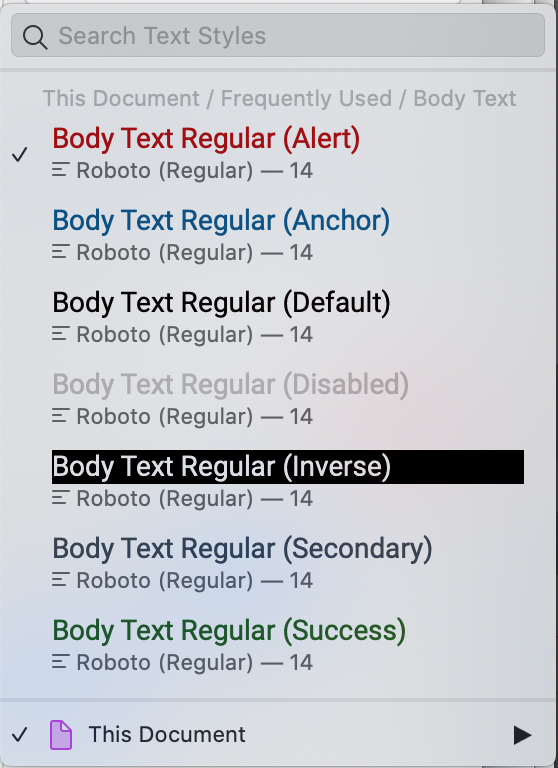 Search Text Styles
This Document / Frequently Used / Body Text
Body Text Regular (Alert)
Roboto (Regular) — 14
Body Text Regular (Anchor)
Roboto (Regular) — 14
Body Text Regular (Default)
Roboto (Regular) — 14
Body Text Regular (Disabled)
Roboto (Regular) — 14
Body Text Regular (Inverse)
Roboto (Regular) — 14
Body Text Regular (Secondary)
Roboto (Regular) — 14
Body Text Regular (Success)
Roboto (Regular) — 14
This Document